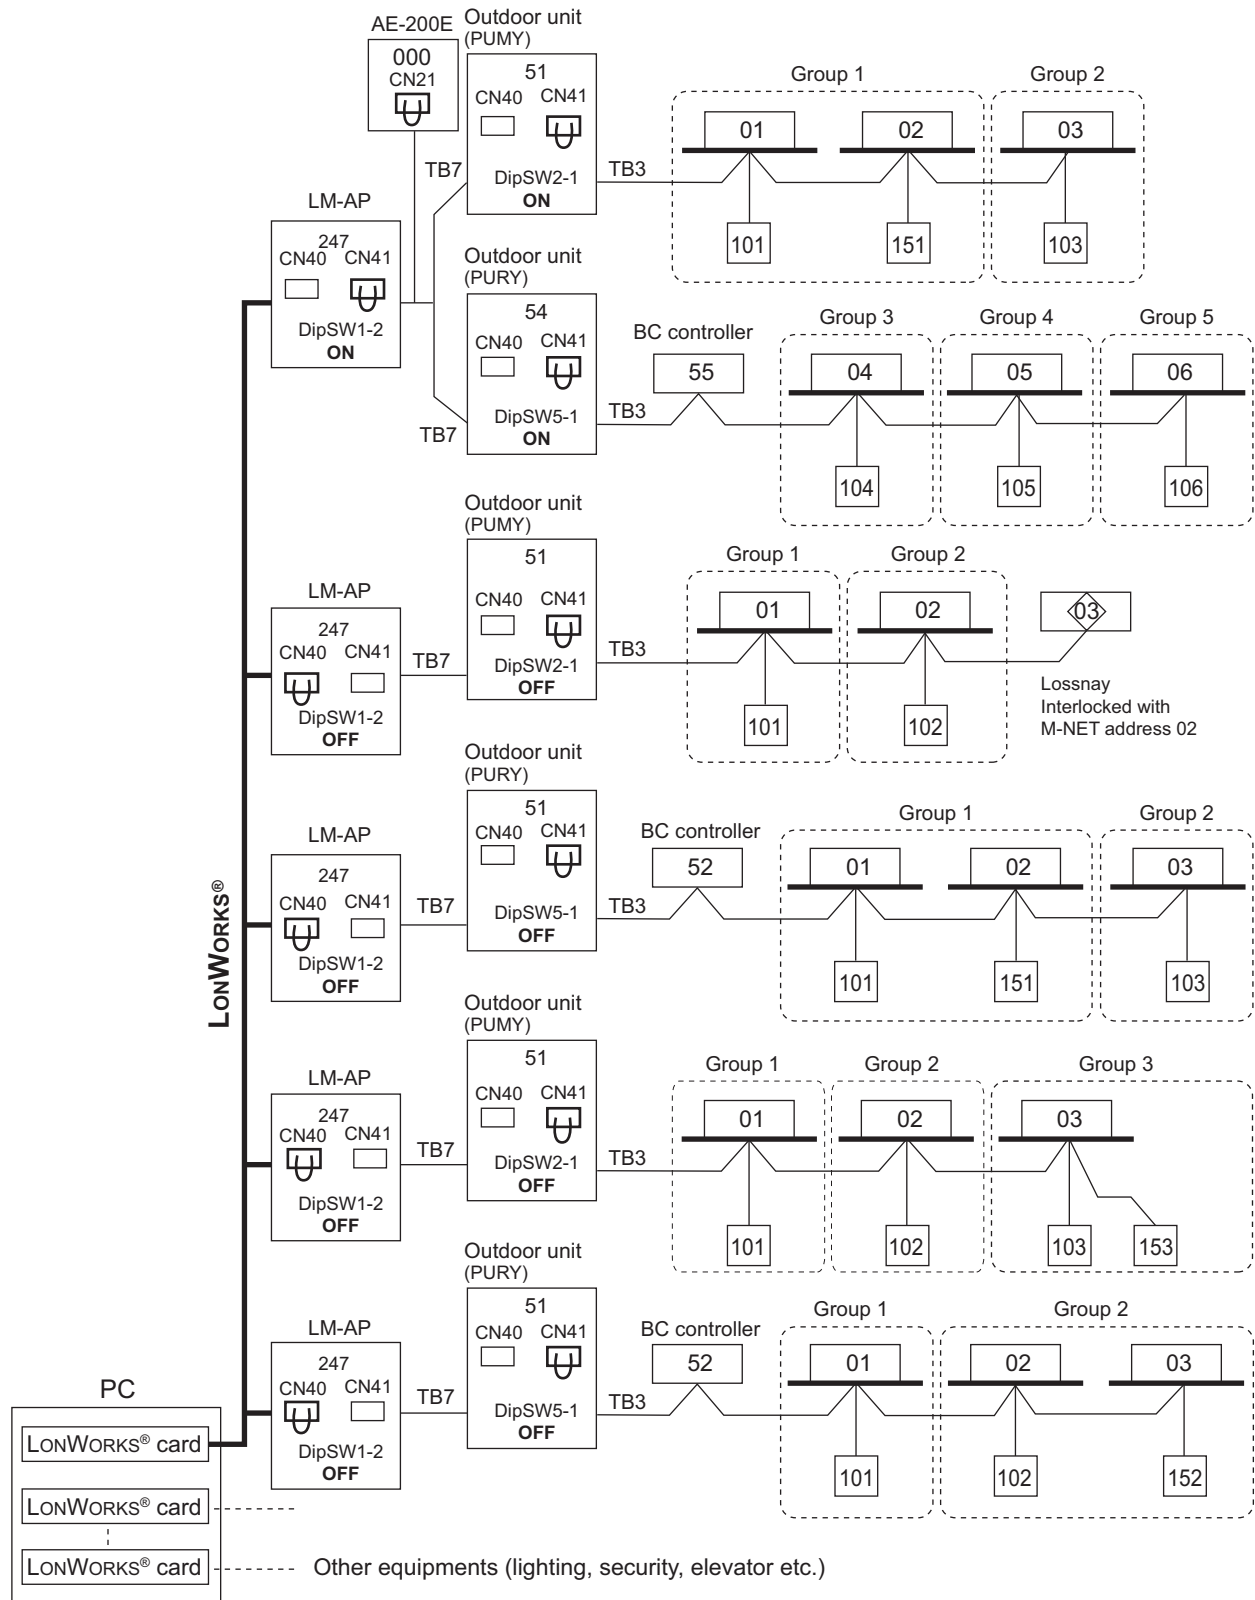 AE-200E
000
CN21
Outdoor unit
(PUMY)
51
CN40 CN41
DipSW2-1
ON
TB7
TB3
Group 1
Group 2
01
02
03
101
151
103
LM-AP
247
CN40 CN41
DipSW1-2
ON
Outdoor unit
(PURY)
54
CN40 CN41
DipSW5-1
ON
TB7
TB3
BC controller
55
Group 3
Group 4
Group 5
04
05
06
104
105
106
LM-AP
247
CN40 CN41
DipSW1-2
OFF
TB7
Outdoor unit
(PUMY)
51
CN40 CN41
DipSW2-1
OFF
TB3
Group 1
Group 2
01
02
03
101
102
Lossnay
Interlocked with
M-NET address 02
LM-AP
247
CN40 CN41
DipSW1-2
OFF
TB7
Outdoor unit
(PURY)
51
CN40 CN41
DipSW5-1
OFF
TB3
BC controller
52
Group 1
Group 2
01
02
03
101
151
103
LONWORKS®
LM-AP
247
CN40 CN41
DipSW1-2
OFF
TB7
Outdoor unit
(PUMY)
51
CN40 CN41
DipSW2-1
OFF
TB3
Group 1
Group 2
Group 3
01
02
03
101
102
103
153
LM-AP
247
CN40 CN41
DipSW1-2
OFF
TB7
Outdoor unit
(PURY)
51
CN40 CN41
DipSW5-1
OFF
TB3
BC controller
52
Group 1
Group 2
01
02
03
101
102
152
PC
LONWORKS® card
LONWORKS® card
LONWORKS® card
Other equipments (lighting, security, elevator etc.)